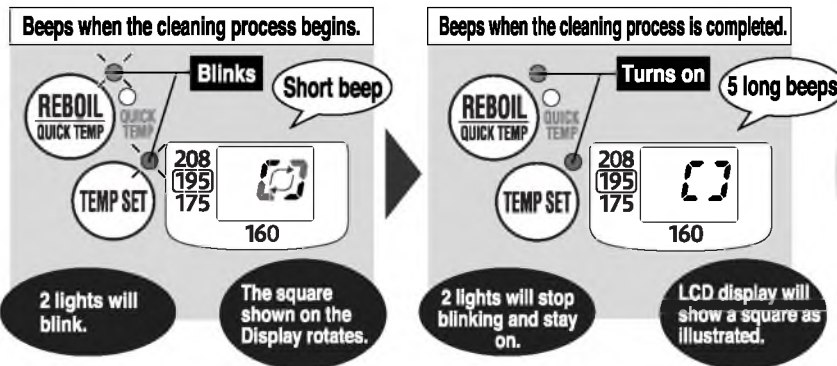 Beeps when the cleaning process begins.
Blinks
Short beep
REBOIL
QUICK TEMP
QUICK
TEMP
TEMP SET
208
195
175
160
2 lights will
blink.
The square
shown on the
Display rotates.
Beeps when the cleaning process is completed.
Turns on
5 long beeps
REBOIL
QUICK TEMP
QUICK
TEMP
TEMP SET
208
195
175
160
2 lights will stop
blinking and stay
on.
LCD display will
show a square as
illustrated.